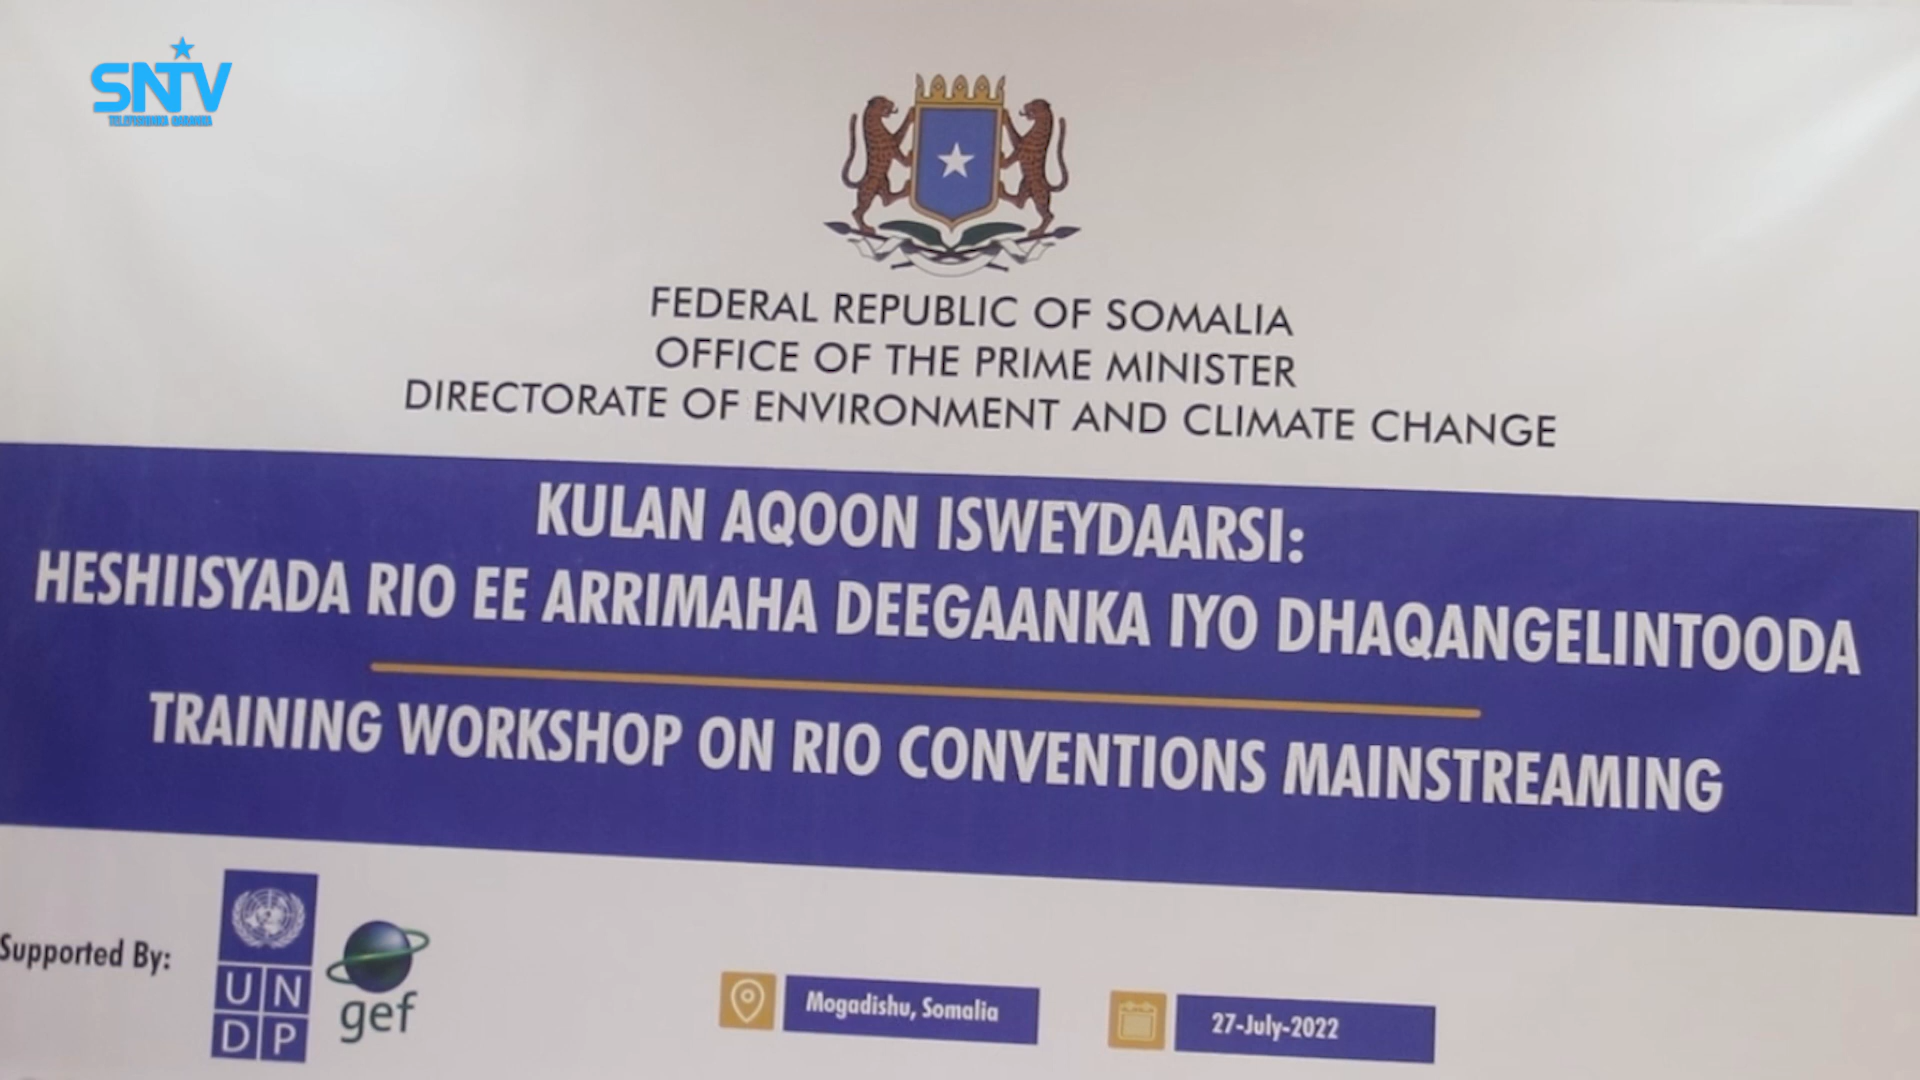 SNTV
FEDERAL REPUBLIC OF SOMALIA
OFFICE OF THE PRIME MINISTER
DIRECTORATE OF ENVIRONMENT AND CLIMATE CHANGE
KULAN AQOON ISWEYDAARSI:
HESHIISYADA RIO EE ARRIMAHA DEEGAANKA IYO DHAQANGELINTOODA
TRAINING WORKSHOP ON RIO CONVENTIONS MAINSTREAMING
Supported By:
UN
DP
gef
Mogadishu, Somalia
27-July-2022